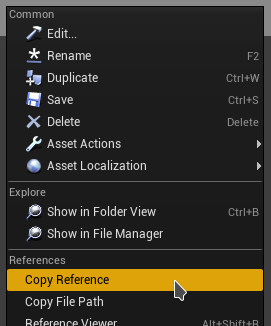 Common
Edit...
Rename F2
Duplicate Ctrl+W
Save Ctrl+S
Delete Delete
Asset Actions
Asset Localization
Explore
Show in Folder View Ctrl+B
Show in File Manager
References
Copy Reference
Copy File Path
Reference Viewer Alt+Shift+R